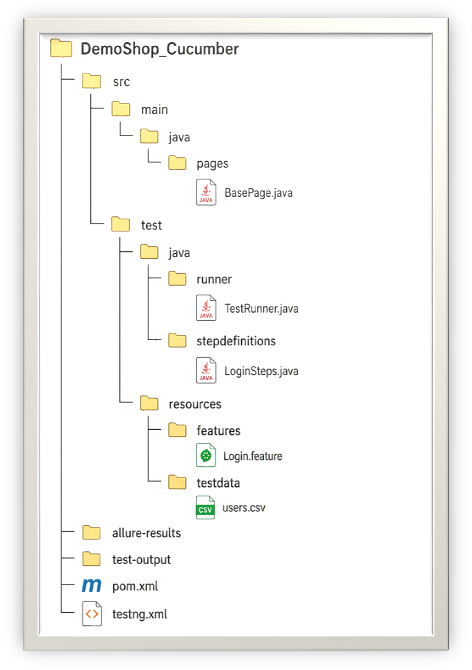 DemoShop_Cucumber
src
main
java
pages
JAVA BasePage.java
test
java
runner
JAVA TestRunner.java
stepdefinitions
JAVA LoginSteps.java
resources
features
Login.feature
testdata
CSV users.csv
allure-results
test-output
m pom.xml
testng.xml